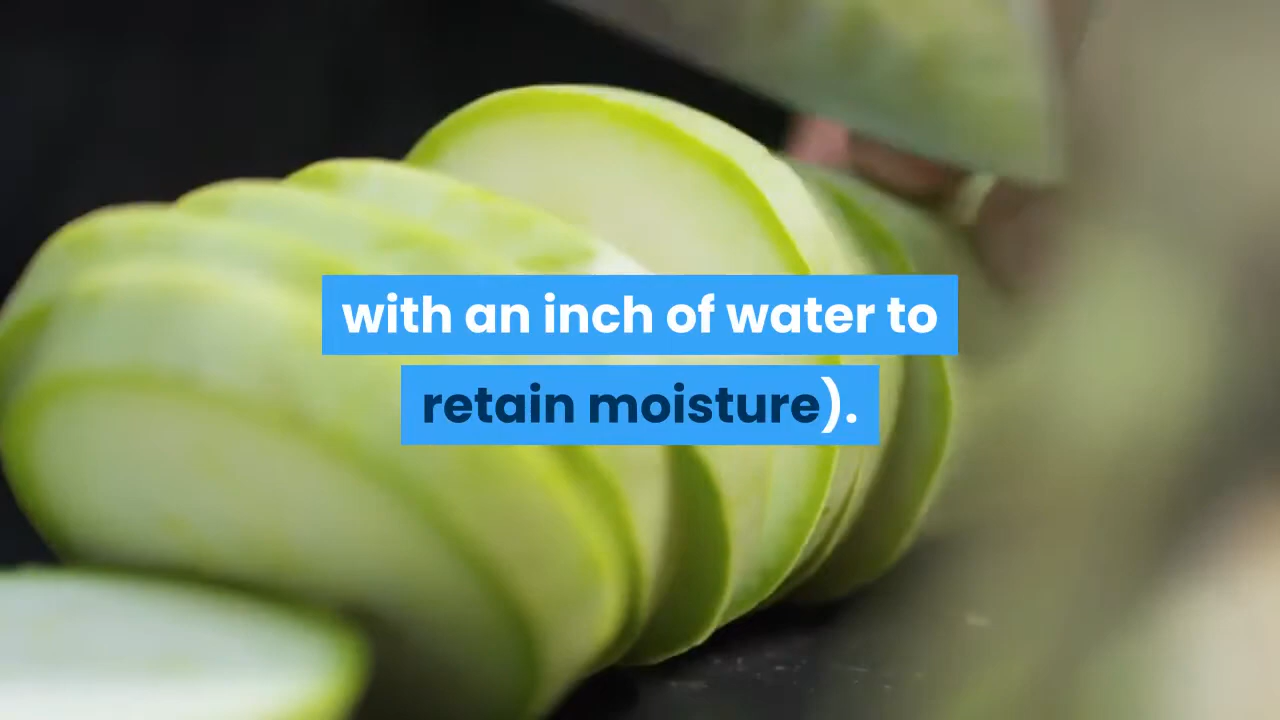 with an inch of water to
retain moisture).